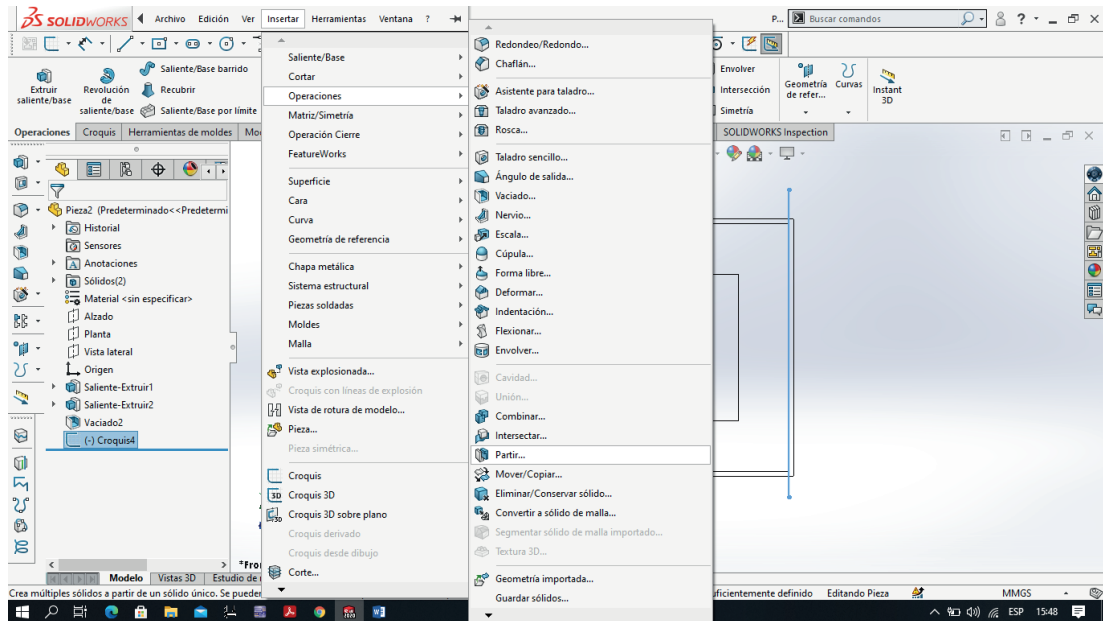 SOLIDWORKS
Archivo Edición Ver Insertar Herramientas Ventana ?
P... Buscar comandos
Extruir saliente/base
Revolución de saliente/base
Saliente/Base barrido
Recubrir
Saliente/Base por límite
Envolver
Intersección
Simetría
Geometría de refer...
Curvas
Instant 3D
Operaciones Croquis Herramientas de moldes SOLIDWORKS Inspection
Pieza2 (Predeterminado<<Predetermi
Historial
Sensores
Anotaciones
Sólidos(2)
Material <sin especificar>
Alzado
Planta
Vista lateral
Origen
Saliente-Extruir1
Saliente-Extruir2
Vaciado2
(-) Croquis4
Saliente/Base
Cortar
Operaciones
Matriz/Simetría
Operación Cierre
FeatureWorks
Superficie
Cara
Curva
Geometría de referencia
Chapa metálica
Sistema estructural
Piezas soldadas
Moldes
Malla
Vista explosionada...
Croquis con líneas de explosión
Vista de rotura de modelo...
Pieza...
Pieza simétrica...
Croquis
3D Croquis 3D
Croquis 3D sobre plano
Croquis derivado
Croquis desde dibujo
Corte...
Redondeo/Redondo...
Chaflán...
Asistente para taladro...
Taladro avanzado...
Rosca...
Taladro sencillo...
Ángulo de salida...
Vaciado...
Nervio...
Escala...
Cúpula...
Forma libre...
Deformar...
Indentación...
Flexionar...
Envolver...
Cavidad...
Unión...
Combinar...
Intersectar...
Partir...
Mover/Copiar...
Eliminar/Conservar sólido...
Convertir a sólido de malla...
Segmentar sólido de malla importado...
Textura 3D...
Geometría importada...
Guardar sólidos...
*Fro
Modelo Vistas 3D Estudio de
Crea múltiples sólidos a partir de un sólido único. Se pueder
uficientemente definido Editando Pieza MMGS
ESP 15:48